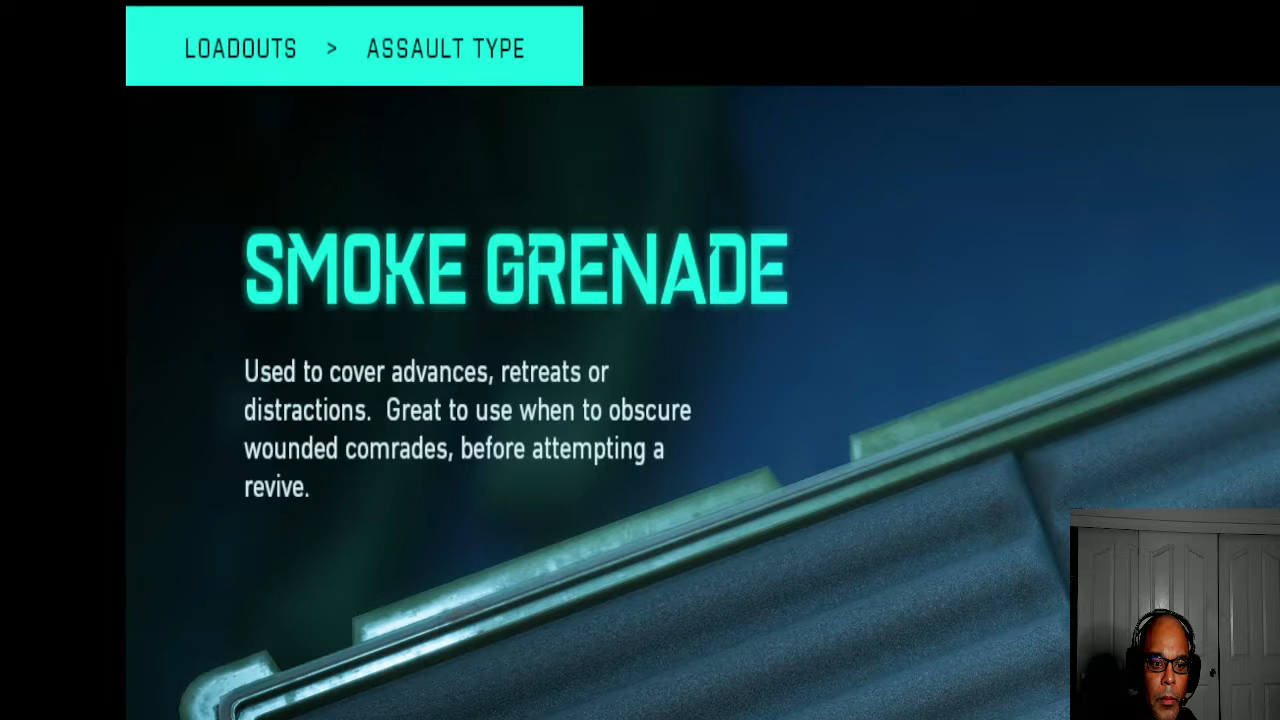 LOADOUTS > ASSAULT TYPE
SMOKE GRENADE
Used to cover advances, retreats or
distractions.  Great to use when to obscure
wounded comrades, before attempting a
revive.